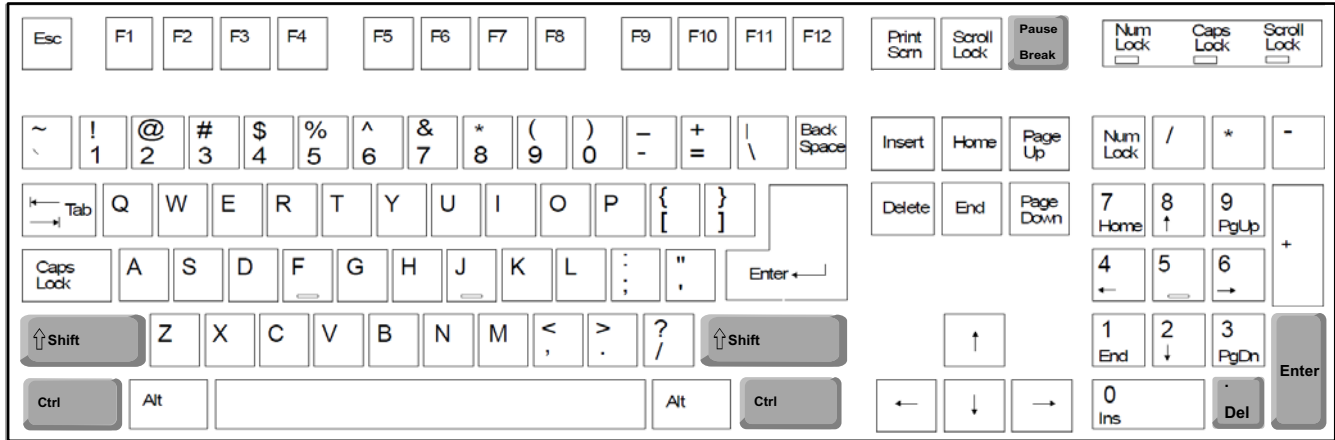 Esc F1 F2 F3 F4 F5 F6 F7 F8 F9 F10 F11 F12 Print Scrn Scroll Lock Pause Break Num Lock Caps Lock Scroll Lock
~ ! @ # $ % ^ & * ( ) _ + | Back Space Insert Home Page Up Num Lock / * -
` 1 2 3 4 5 6 7 8 9 0 - = \
Tab Q W E R T Y U I O P { } Delete End Page Down 7 8 9 +
[ ] Home ↑ PgUp
Caps Lock A S D F G H J K L : " Enter 4 5 6
; ' ← →
⇧ Shift Z X C V B N M < > ? ⇧ Shift ↑ 1 2 3 Enter
, . / End ↓ PgDn
Ctrl Alt Alt Ctrl ← ↓ → 0 .
Ins Del